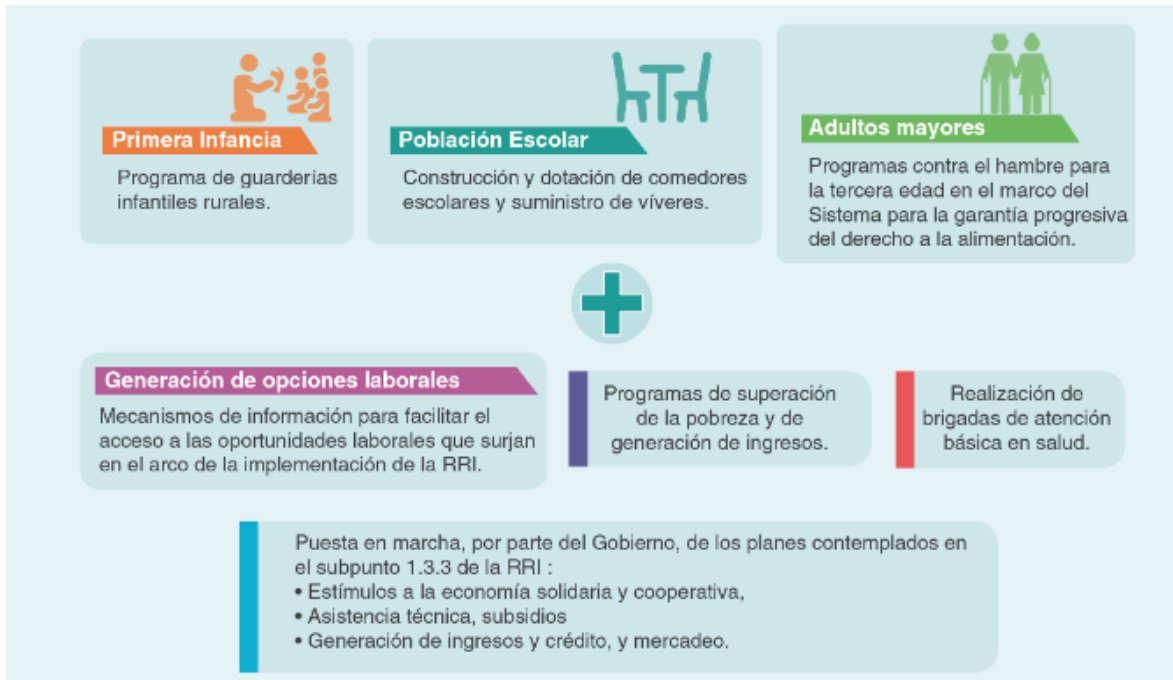 Primera Infancia
Programa de guarderías
infantiles rurales.
Población Escolar
Construcción y dotación de comedores
escolares y suministro de víveres.
Adultos mayores
Programas contra el hambre para
la tercera edad en el marco del
Sistema para la garantía progresiva
del derecho a la alimentación.
Generación de opciones laborales
Mecanismos de información para facilitar el
acceso a las oportunidades laborales que surjan
en el arco de la implementación de la RRI.
Programas de superación
de la pobreza y de
generación de ingresos.
Realización de
brigadas de atención
básica en salud.
Puesta en marcha, por parte del Gobierno, de los planes contemplados en
el subpunto 1.3.3 de la RRI :
• Estímulos a la economía solidaria y cooperativa,
• Asistencia técnica, subsidios
• Generación de ingresos y crédito, y mercadeo.